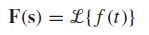 F(s) = ℒ{f(t)}